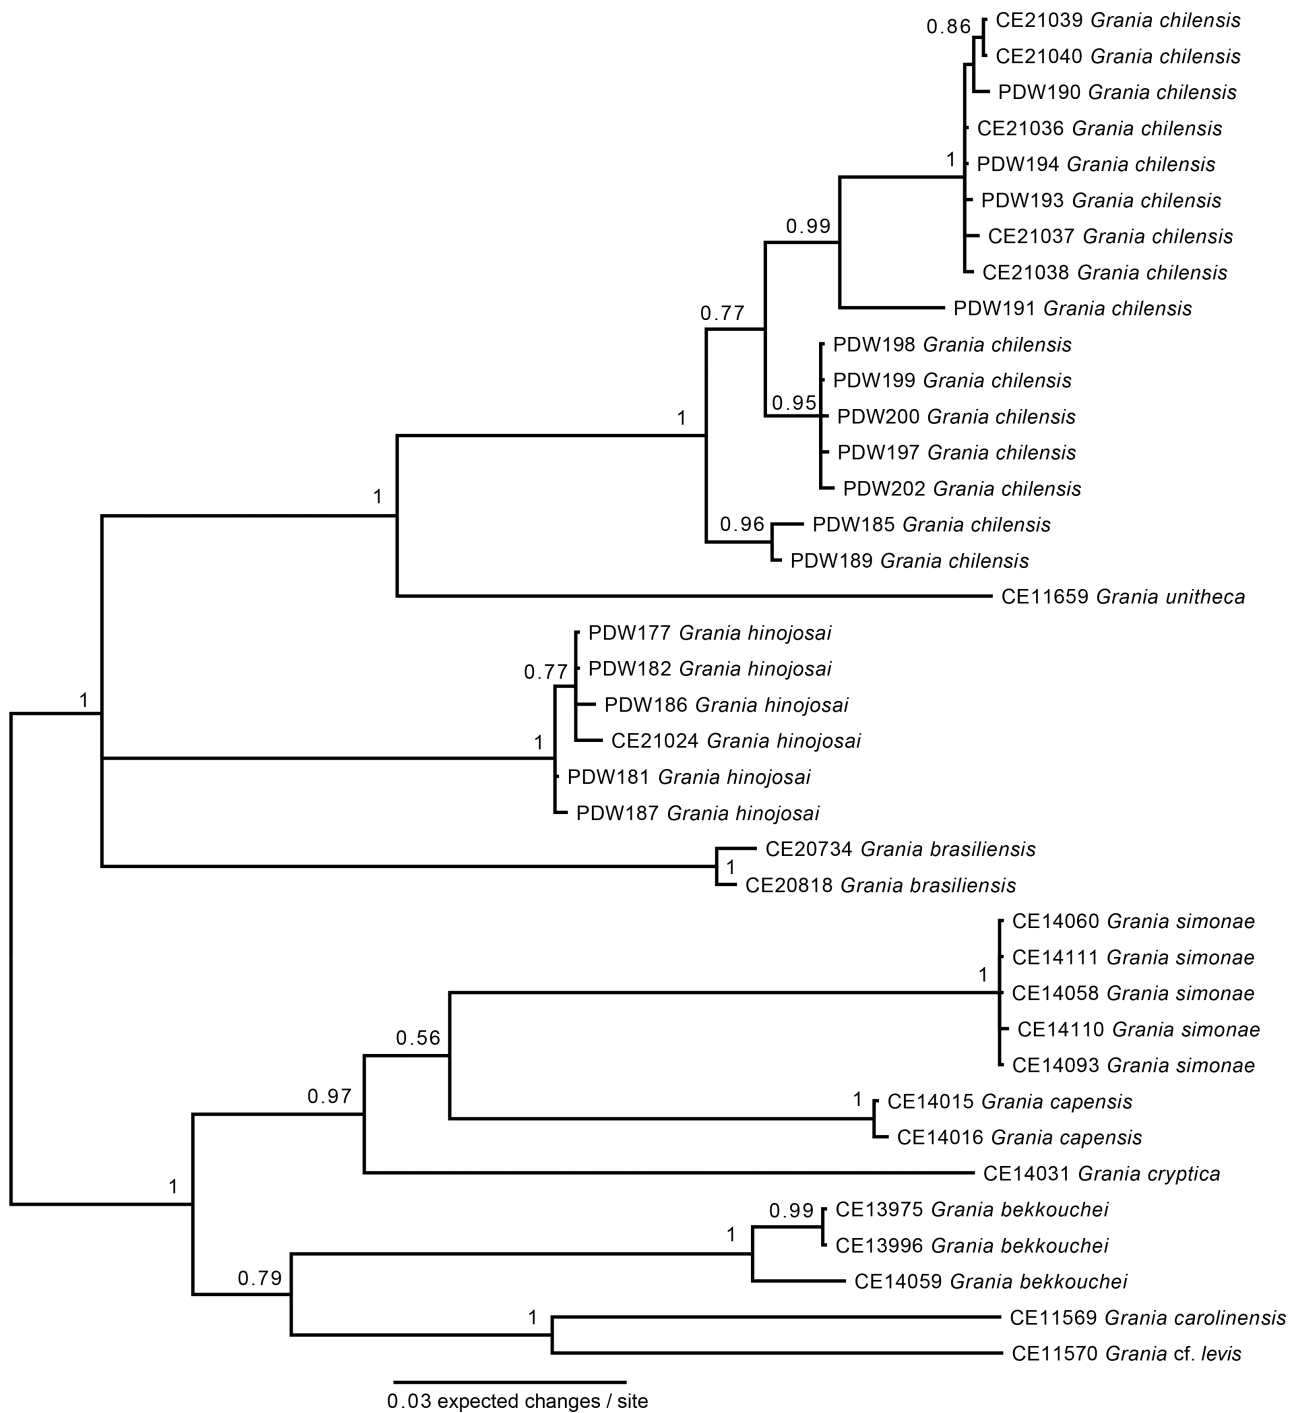 0.86
CE21039 Grania chilensis
CE21040 Grania chilensis
PDW190 Grania chilensis
CE21036 Grania chilensis
1
PDW194 Grania chilensis
PDW193 Grania chilensis
0.99
CE21037 Grania chilensis
CE21038 Grania chilensis
PDW191 Grania chilensis
0.77
PDW198 Grania chilensis
PDW199 Grania chilensis
0.95
PDW200 Grania chilensis
1
PDW197 Grania chilensis
PDW202 Grania chilensis
1
0.96
PDW185 Grania chilensis
PDW189 Grania chilensis
CE11659 Grania unitheca
PDW177 Grania hinojosai
0.77
PDW182 Grania hinojosai
1
PDW186 Grania hinojosai
1
CE21024 Grania hinojosai
PDW181 Grania hinojosai
PDW187 Grania hinojosai
CE20734 Grania brasiliensis
1
CE20818 Grania brasiliensis
CE14060 Grania simonae
CE14111 Grania simonae
1
CE14058 Grania simonae
CE14110 Grania simonae
0.56
CE14093 Grania simonae
0.97
1
CE14015 Grania capensis
CE14016 Grania capensis
CE14031 Grania cryptica
1
0.99
CE13975 Grania bekkouchei
1
CE13996 Grania bekkouchei
0.79
CE14059 Grania bekkouchei
1
CE11569 Grania carolinensis
CE11570 Grania cf. levis
0.03 expected changes / site